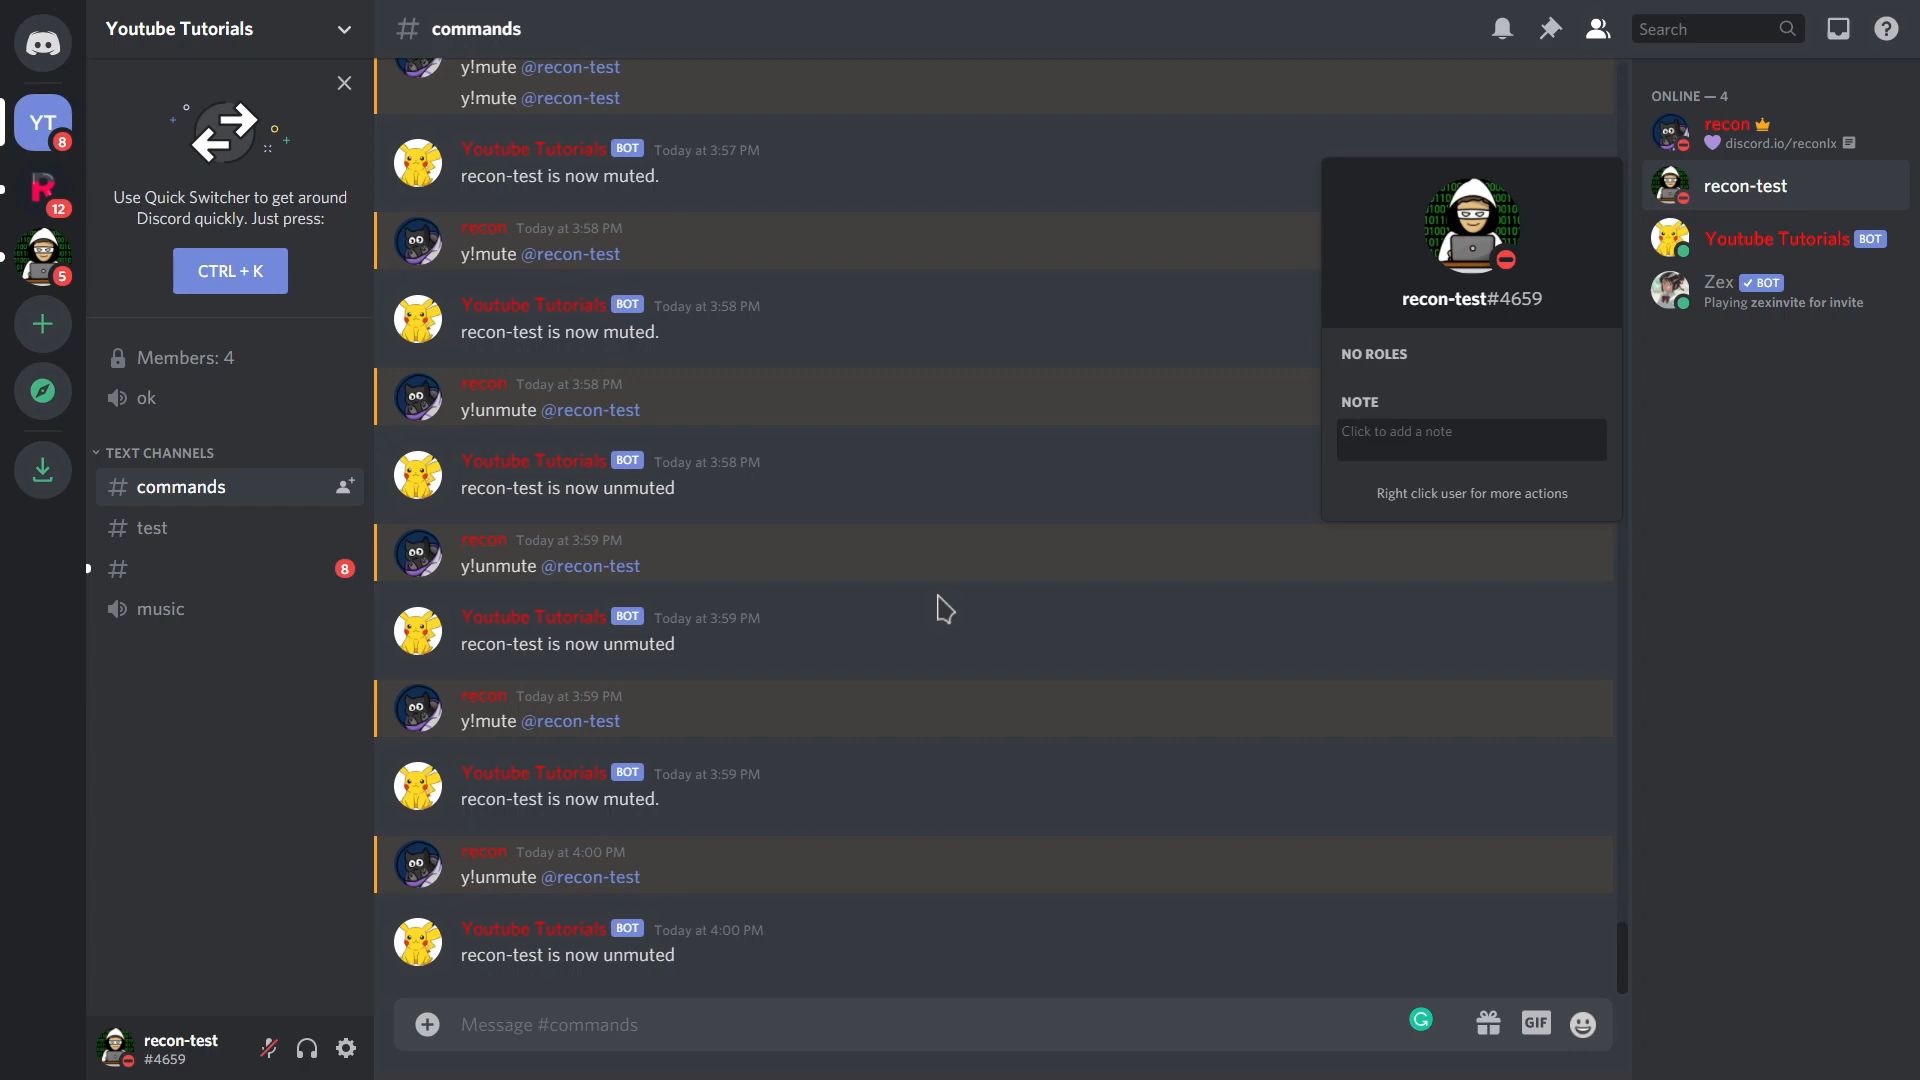 Youtube Tutorials
YT
8
12
5
Use Quick Switcher to get around
Discord quickly. Just press:
CTRL + K
Members: 4
ok
TEXT CHANNELS
# commands
# test
# 8
music
recon-test
#4659
# commands
Search
y!mute @recon-test
y!mute @recon-test
Youtube Tutorials BOT Today at 3:57 PM
recon-test is now muted.
recon Today at 3:58 PM
y!mute @recon-test
Youtube Tutorials BOT Today at 3:58 PM
recon-test is now muted.
recon Today at 3:58 PM
y!unmute @recon-test
Youtube Tutorials BOT Today at 3:58 PM
recon-test is now unmuted
recon Today at 3:59 PM
y!unmute @recon-test
Youtube Tutorials BOT Today at 3:59 PM
recon-test is now unmuted
recon Today at 3:59 PM
y!mute @recon-test
Youtube Tutorials BOT Today at 3:59 PM
recon-test is now muted.
recon Today at 4:00 PM
y!unmute @recon-test
Youtube Tutorials BOT Today at 4:00 PM
recon-test is now unmuted
Message #commands
GIF
recon-test#4659
NO ROLES
NOTE
Click to add a note
Right click user for more actions
ONLINE — 4
recon
discord.io/reconlx
recon-test
Youtube Tutorials BOT
Zex BOT
Playing zexinvite for invite